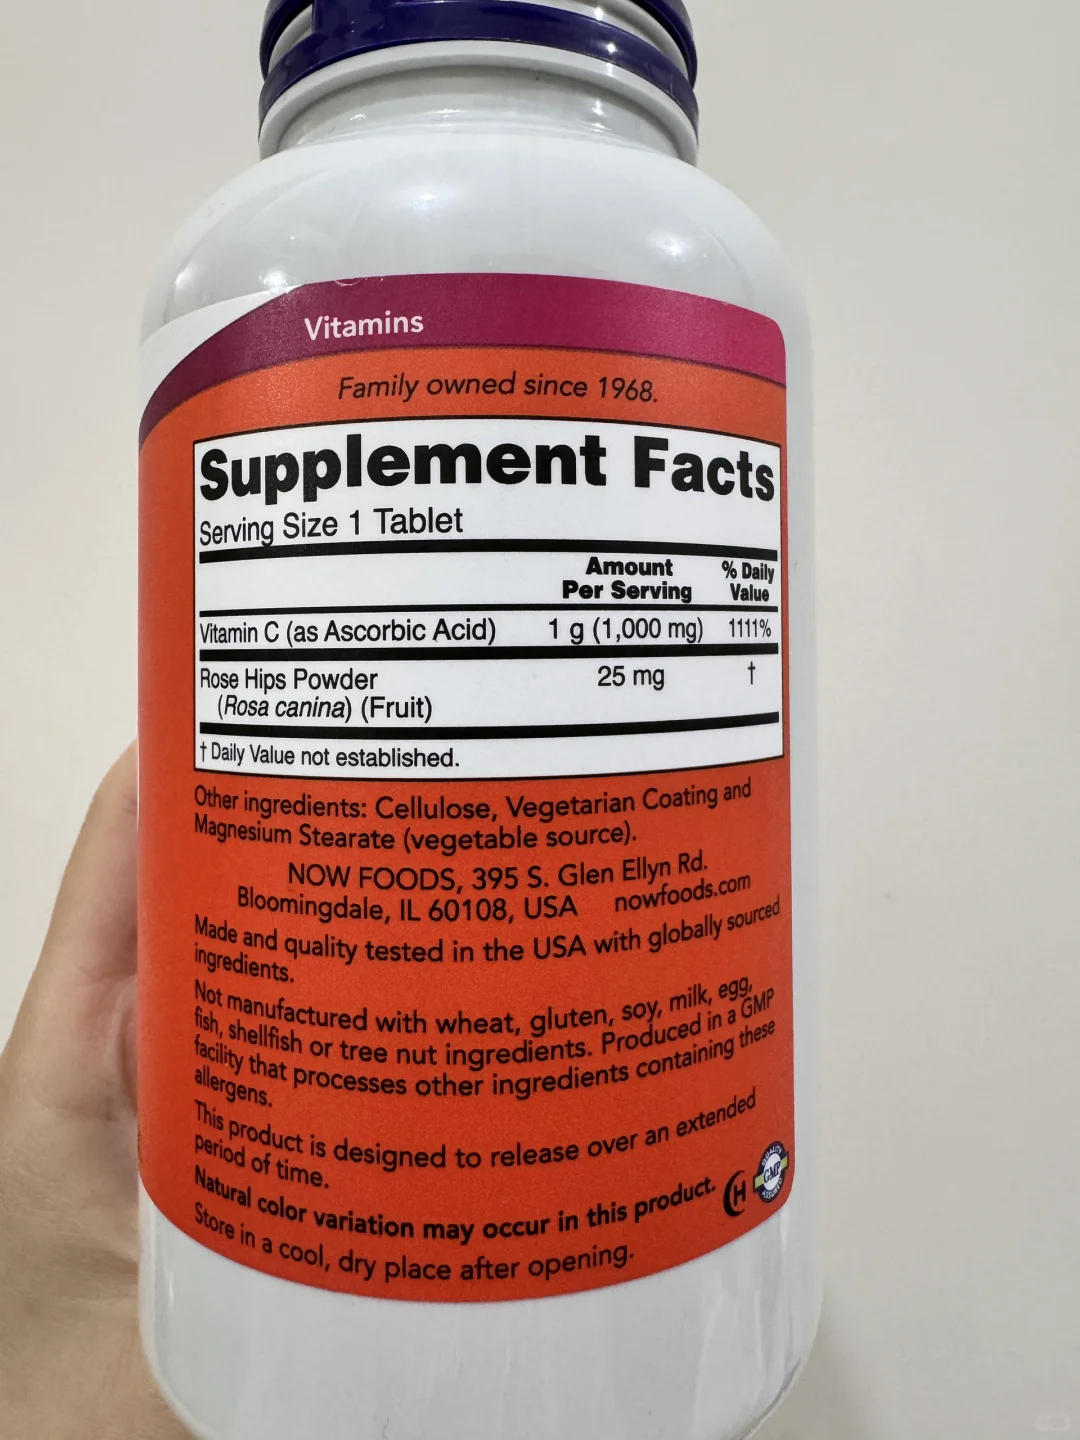 Vitamins
Family owned since 1968.
Supplement Facts
Serving Size 1 Tablet
Amount Per Serving
% Daily Value
Vitamin C (as Ascorbic Acid) 1 g (1,000 mg) 1111%
Rose Hips Powder 25 mg †
(Rosa canina) (Fruit)
† Daily Value not established.
Other ingredients: Cellulose, Vegetarian Coating and
Magnesium Stearate (vegetable source).
NOW FOODS, 395 S. Glen Ellyn Rd.
Bloomingdale, IL 60108, USA nowfoods.com
Made and quality tested in the USA with globally sourced
ingredients.
Not manufactured with wheat, gluten, soy, milk, egg,
fish, shellfish or tree nut ingredients. Produced in a GMP
facility that processes other ingredients containing these
allergens.
This product is designed to release over an extended
period of time.
Natural color variation may occur in this product.
H
QUALITY
GMP
ASSURED
Store in a cool, dry place after opening.